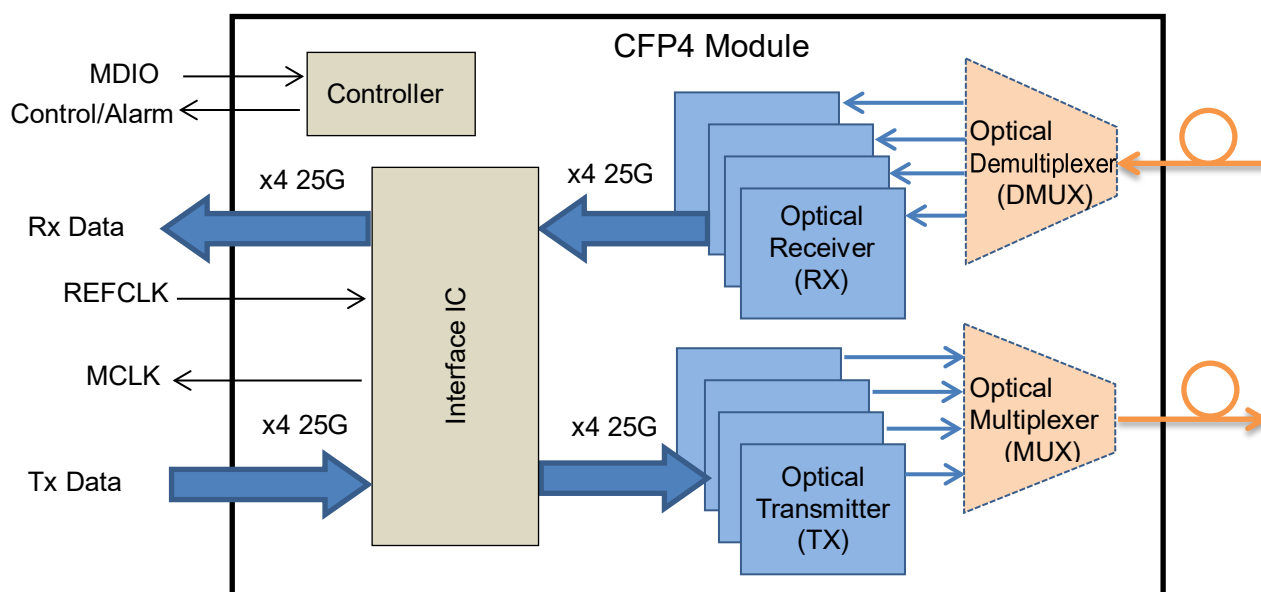 CFP4 Module
MDIO
Control/Alarm
Controller
Optical
Demultiplexer
(DMUX)
x4 25G
x4 25G
Rx Data
Optical
Receiver
(RX)
REFCLK
Interface IC
MCLK
x4 25G
x4 25G
Optical
Multiplexer
(MUX)
Tx Data
Optical
Transmitter
(TX)